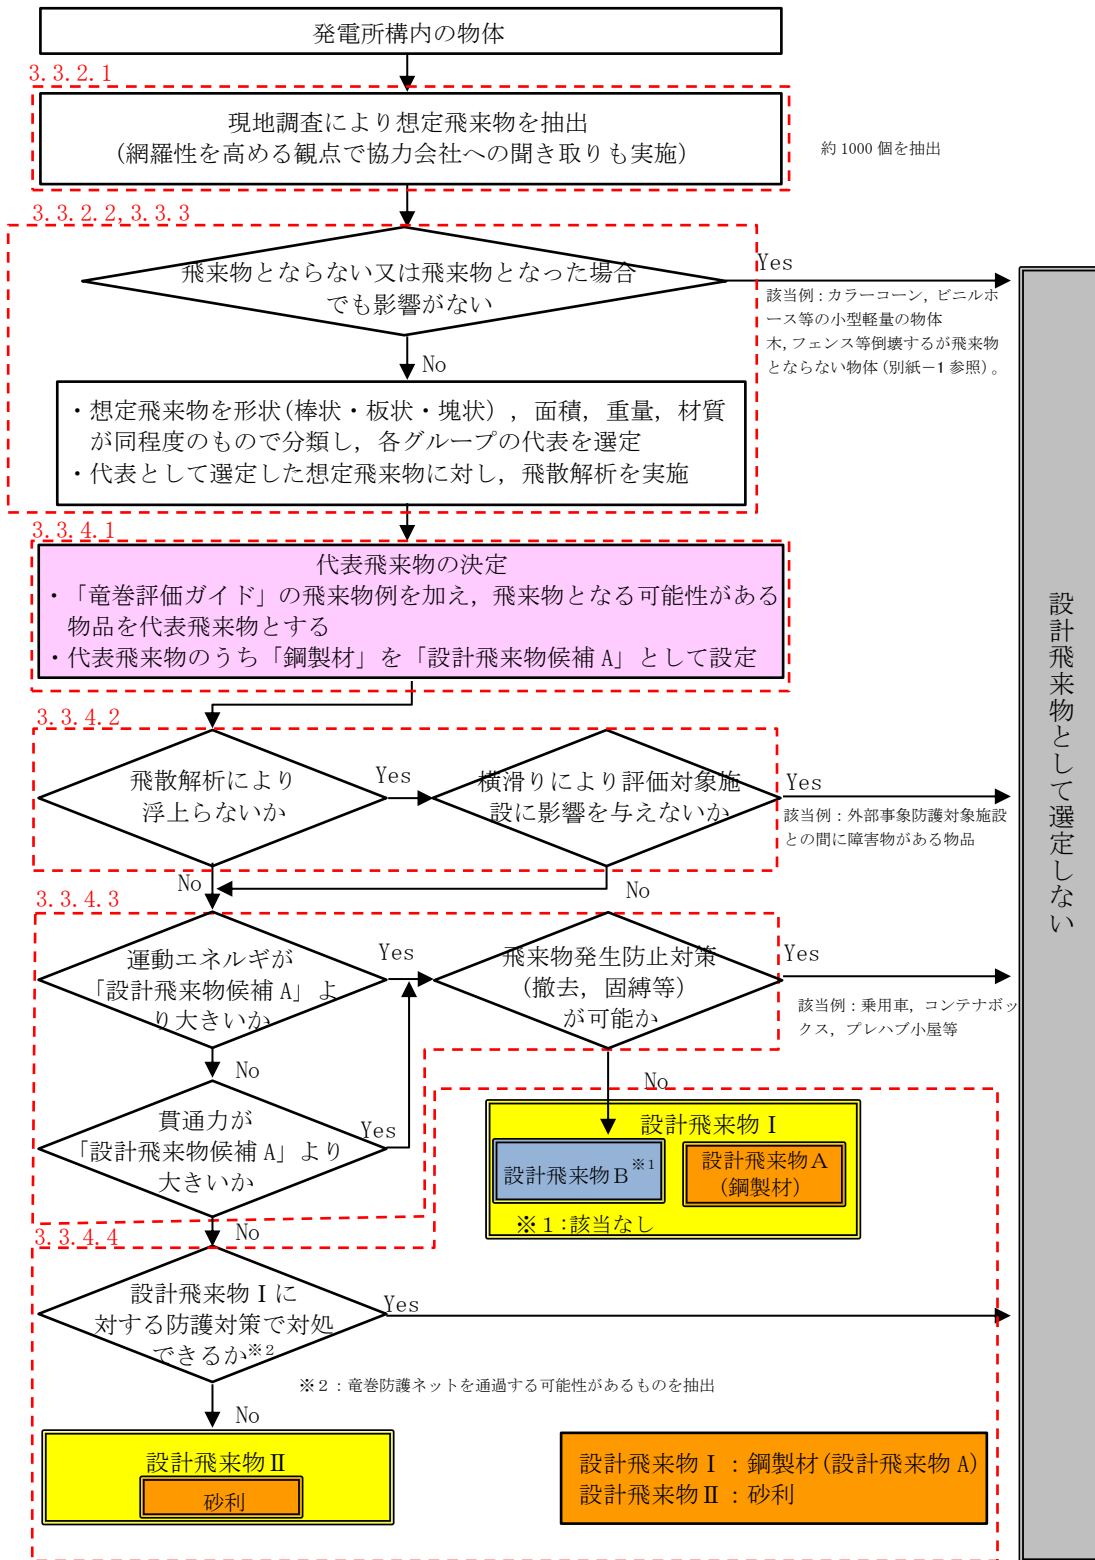 発電所構内の物体
3.3.2.1
現地調査により想定飛来物を抽出
(網羅性を高める観点で協力会社への聞き取りも実施)
約1000個を抽出
3.3.2.2,3.3.3
飛来物とならない又は飛来物となった場合
でも影響がない
Yes
該当例：カラーコーン，ビニルホ
ース等の小型軽量の物体
木，フェンス等倒壊するが飛来物
とならない物体(別紙－1参照)。
No
・想定飛来物を形状(棒状・板状・塊状)，面積，重量，材質
が同程度のもので分類し，各グループの代表を選定
・代表として選定した想定飛来物に対し，飛散解析を実施
3.3.4.1
代表飛来物の決定
・「竜巻評価ガイド」の飛来物例を加え，飛来物となる可能性がある
物品を代表飛来物とする
・代表飛来物のうち「鋼製材」を「設計飛来物候補A」として設定
設計飛来物として選定しない
3.3.4.2
飛散解析により
浮上らないか
Yes
横滑りにより評価対象施
設に影響を与えないか
Yes
該当例：外部事象防護対象施設
との間に障害物がある物品
No
No
3.3.4.3
運動エネルギが
「設計飛来物候補A」よ
り大きいか
Yes
飛来物発生防止対策
(撤去，固縛等)
が可能か
Yes
該当例：乗用車，コンテナボッ
クス，プレハブ小屋等
No
No
貫通力が
「設計飛来物候補A」より
大きいか
Yes
設計飛来物Ⅰ
設計飛来物B※1
設計飛来物A
(鋼製材)
※1：該当なし
No
3.3.4.4
設計飛来物Ⅰに
対する防護対策で対処
できるか※2
Yes
※2：竜巻防護ネットを通過する可能性があるものを抽出
No
設計飛来物Ⅱ
砂利
設計飛来物Ⅰ：鋼製材(設計飛来物A)
設計飛来物Ⅱ：砂利